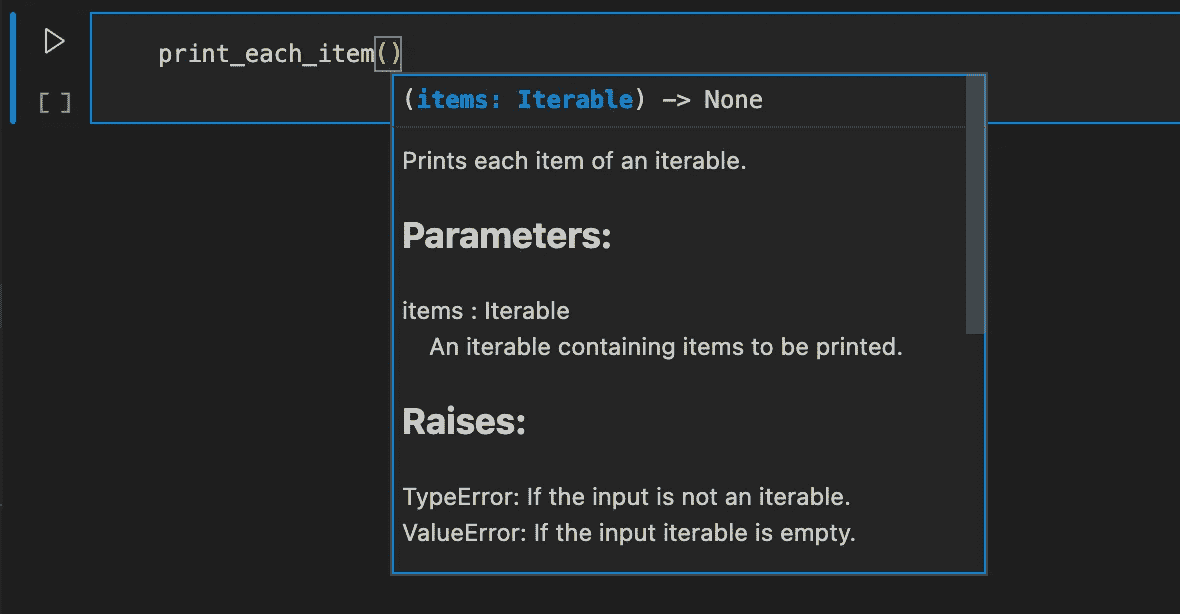 print_each_item()
[ ]
(items: Iterable) -> None
Prints each item of an iterable.
Parameters:
items : Iterable
An iterable containing items to be printed.
Raises:
TypeError: If the input is not an iterable.
ValueError: If the input iterable is empty.